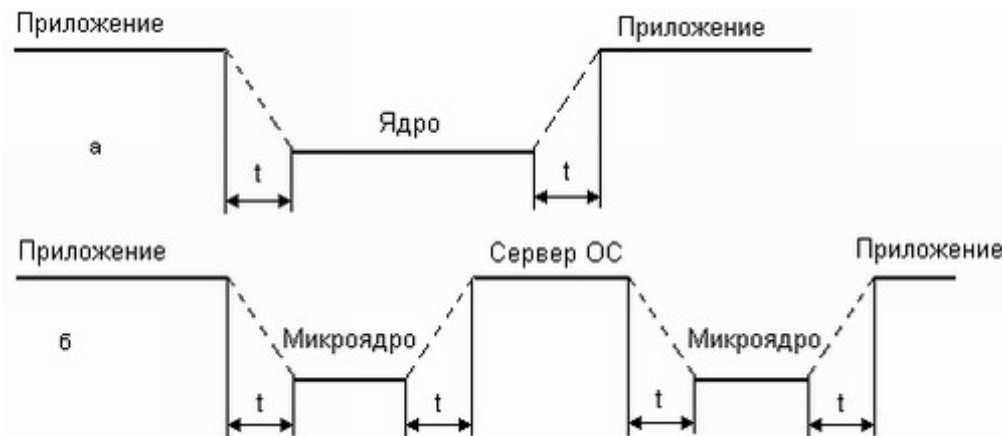 Приложение
Приложение
Ядро
а
t
t
Приложение
Сервер ОС
Приложение
б
Микроядро
Микроядро
t
t
t
t